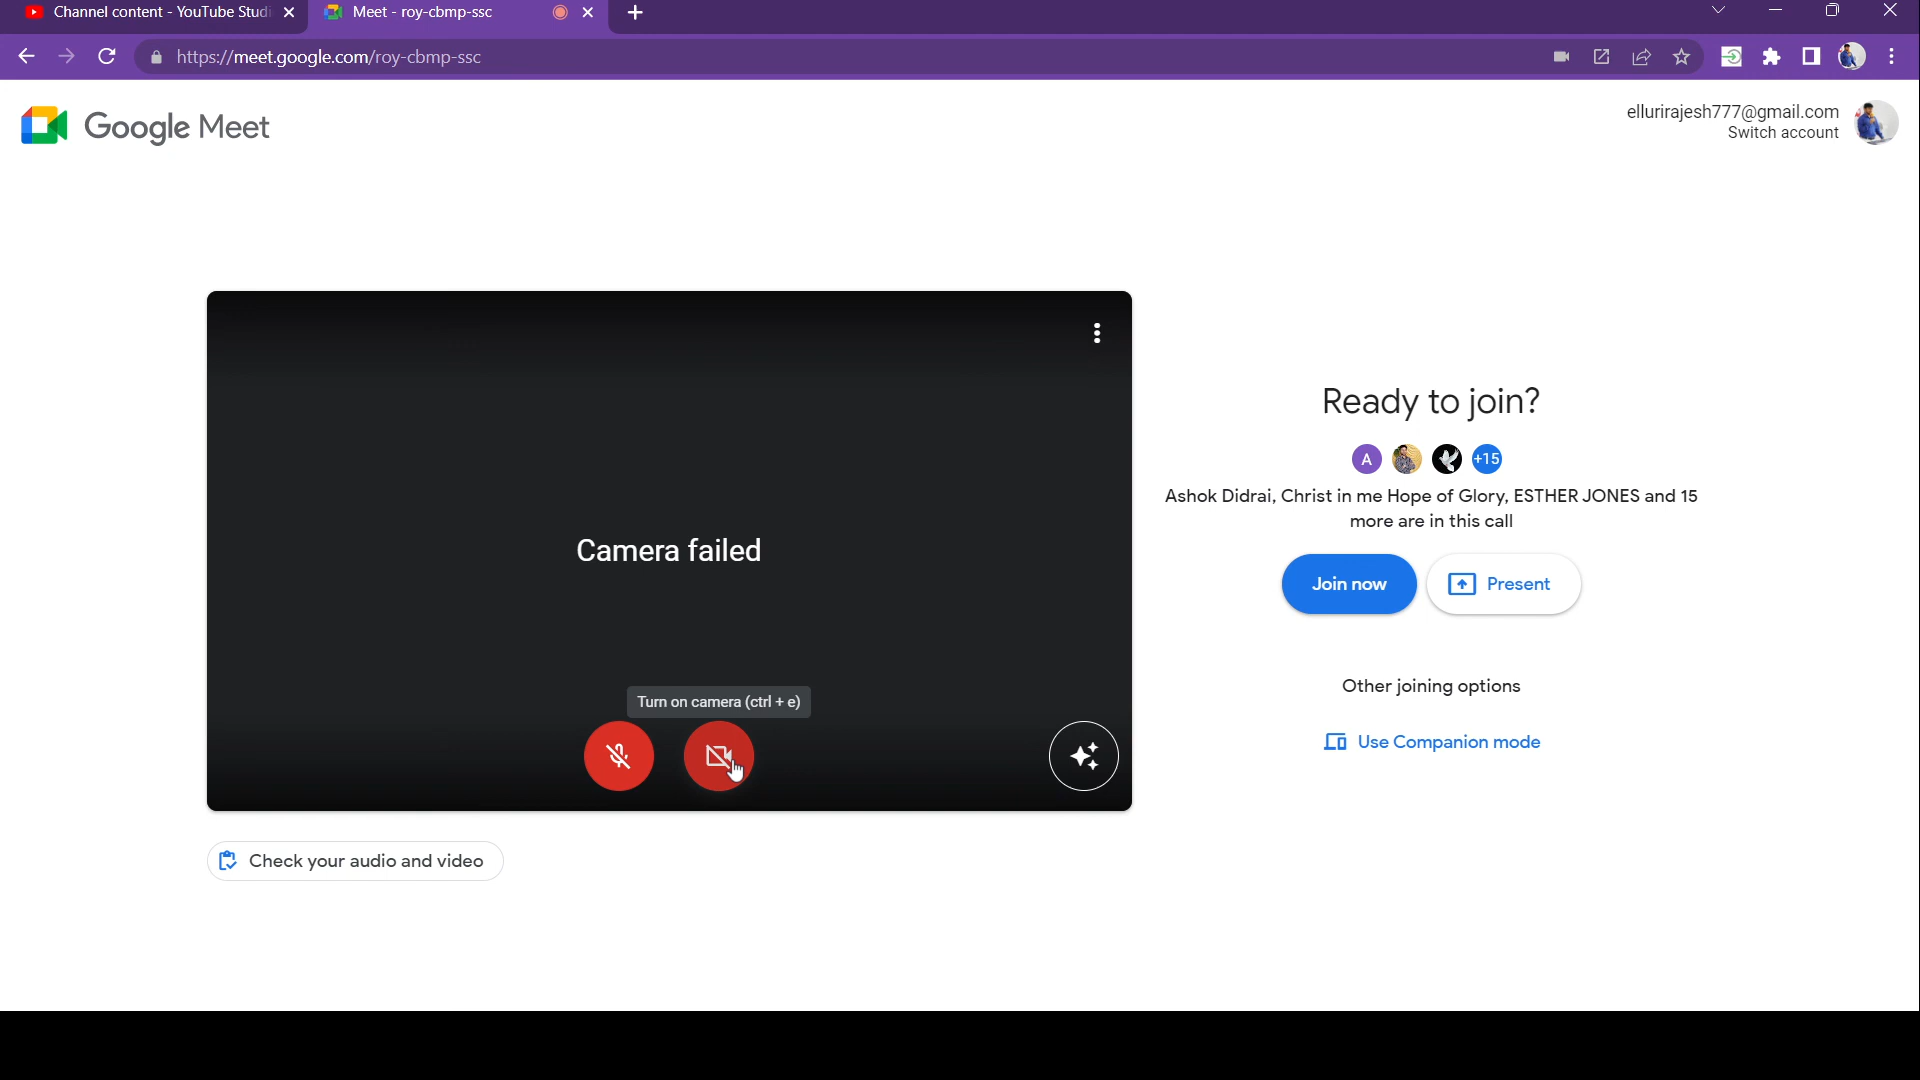 Channel content - YouTube Studi
Meet - roy-cbmp-ssc
https://meet.google.com/roy-cbmp-ssc
Google Meet
ellurirajesh777@gmail.com
Switch account
Camera failed
Turn on camera (ctrl + e)
Check your audio and video
Ready to join?
A
+15
Ashok Didrai, Christ in me Hope of Glory, ESTHER JONES and 15
more are in this call
Join now
Present
Other joining options
Use Companion mode